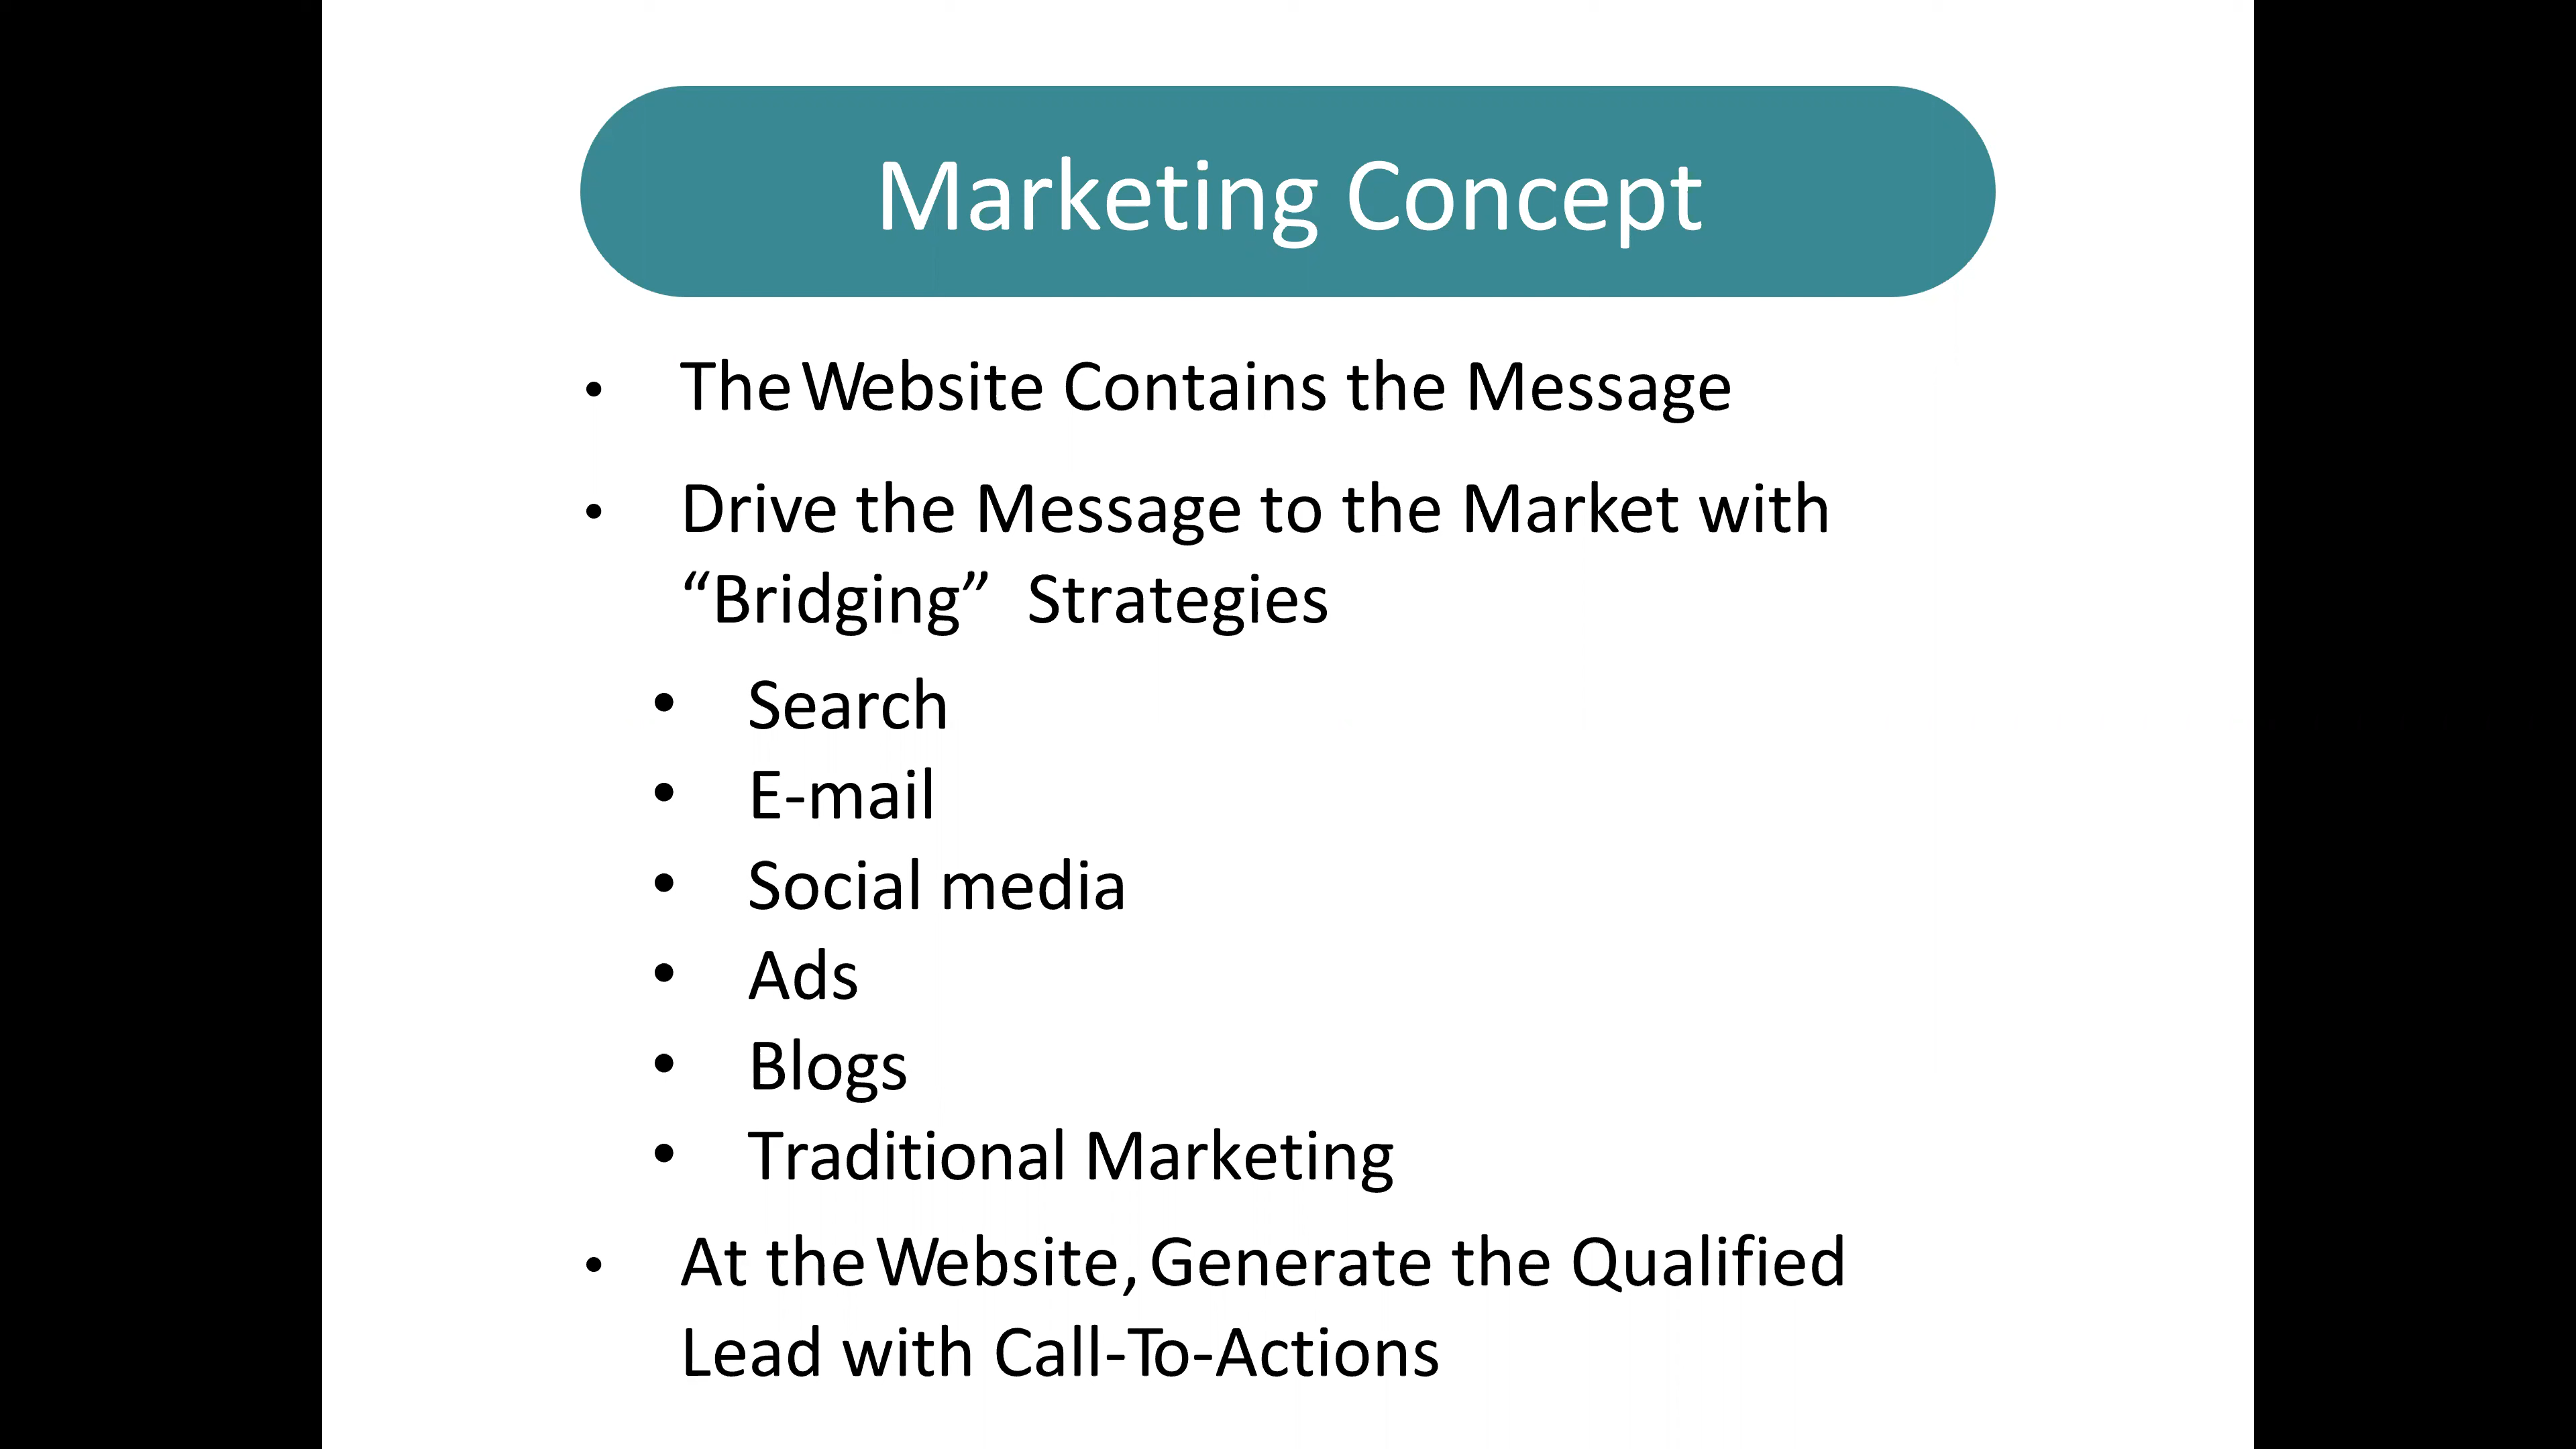 Marketing Concept
• The Website Contains the Message
• Drive the Message to the Market with
“Bridging” Strategies
• Search
• E-mail
• Social media
• Ads
• Blogs
• Traditional Marketing
• At the Website, Generate the Qualified
Lead with Call-To-Actions